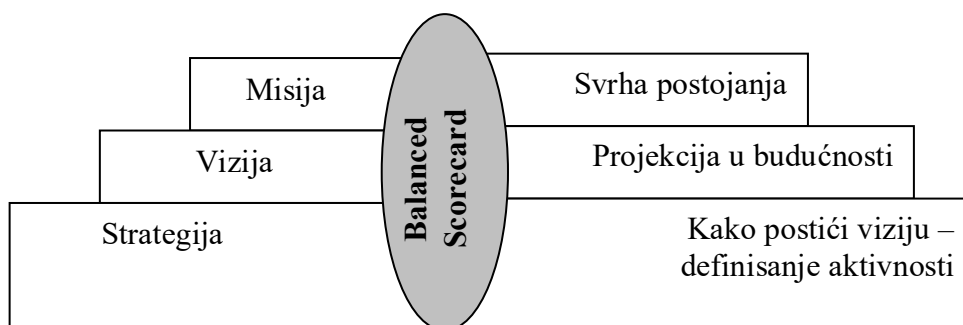 Misija
Svrha postojanja
Vizija
Projekcija u budućnosti
Strategija
Kako postići viziju –
definisanje aktivnosti
Balanced
Scorecard